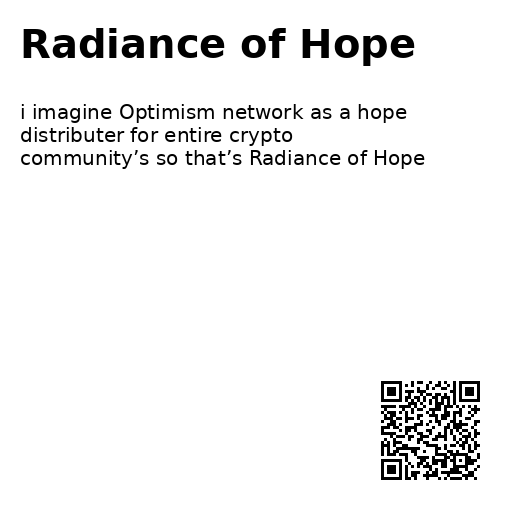 Radiance of Hope
i imagine Optimism network as a hope
distributer for entire crypto
community’s so that’s Radiance of Hope